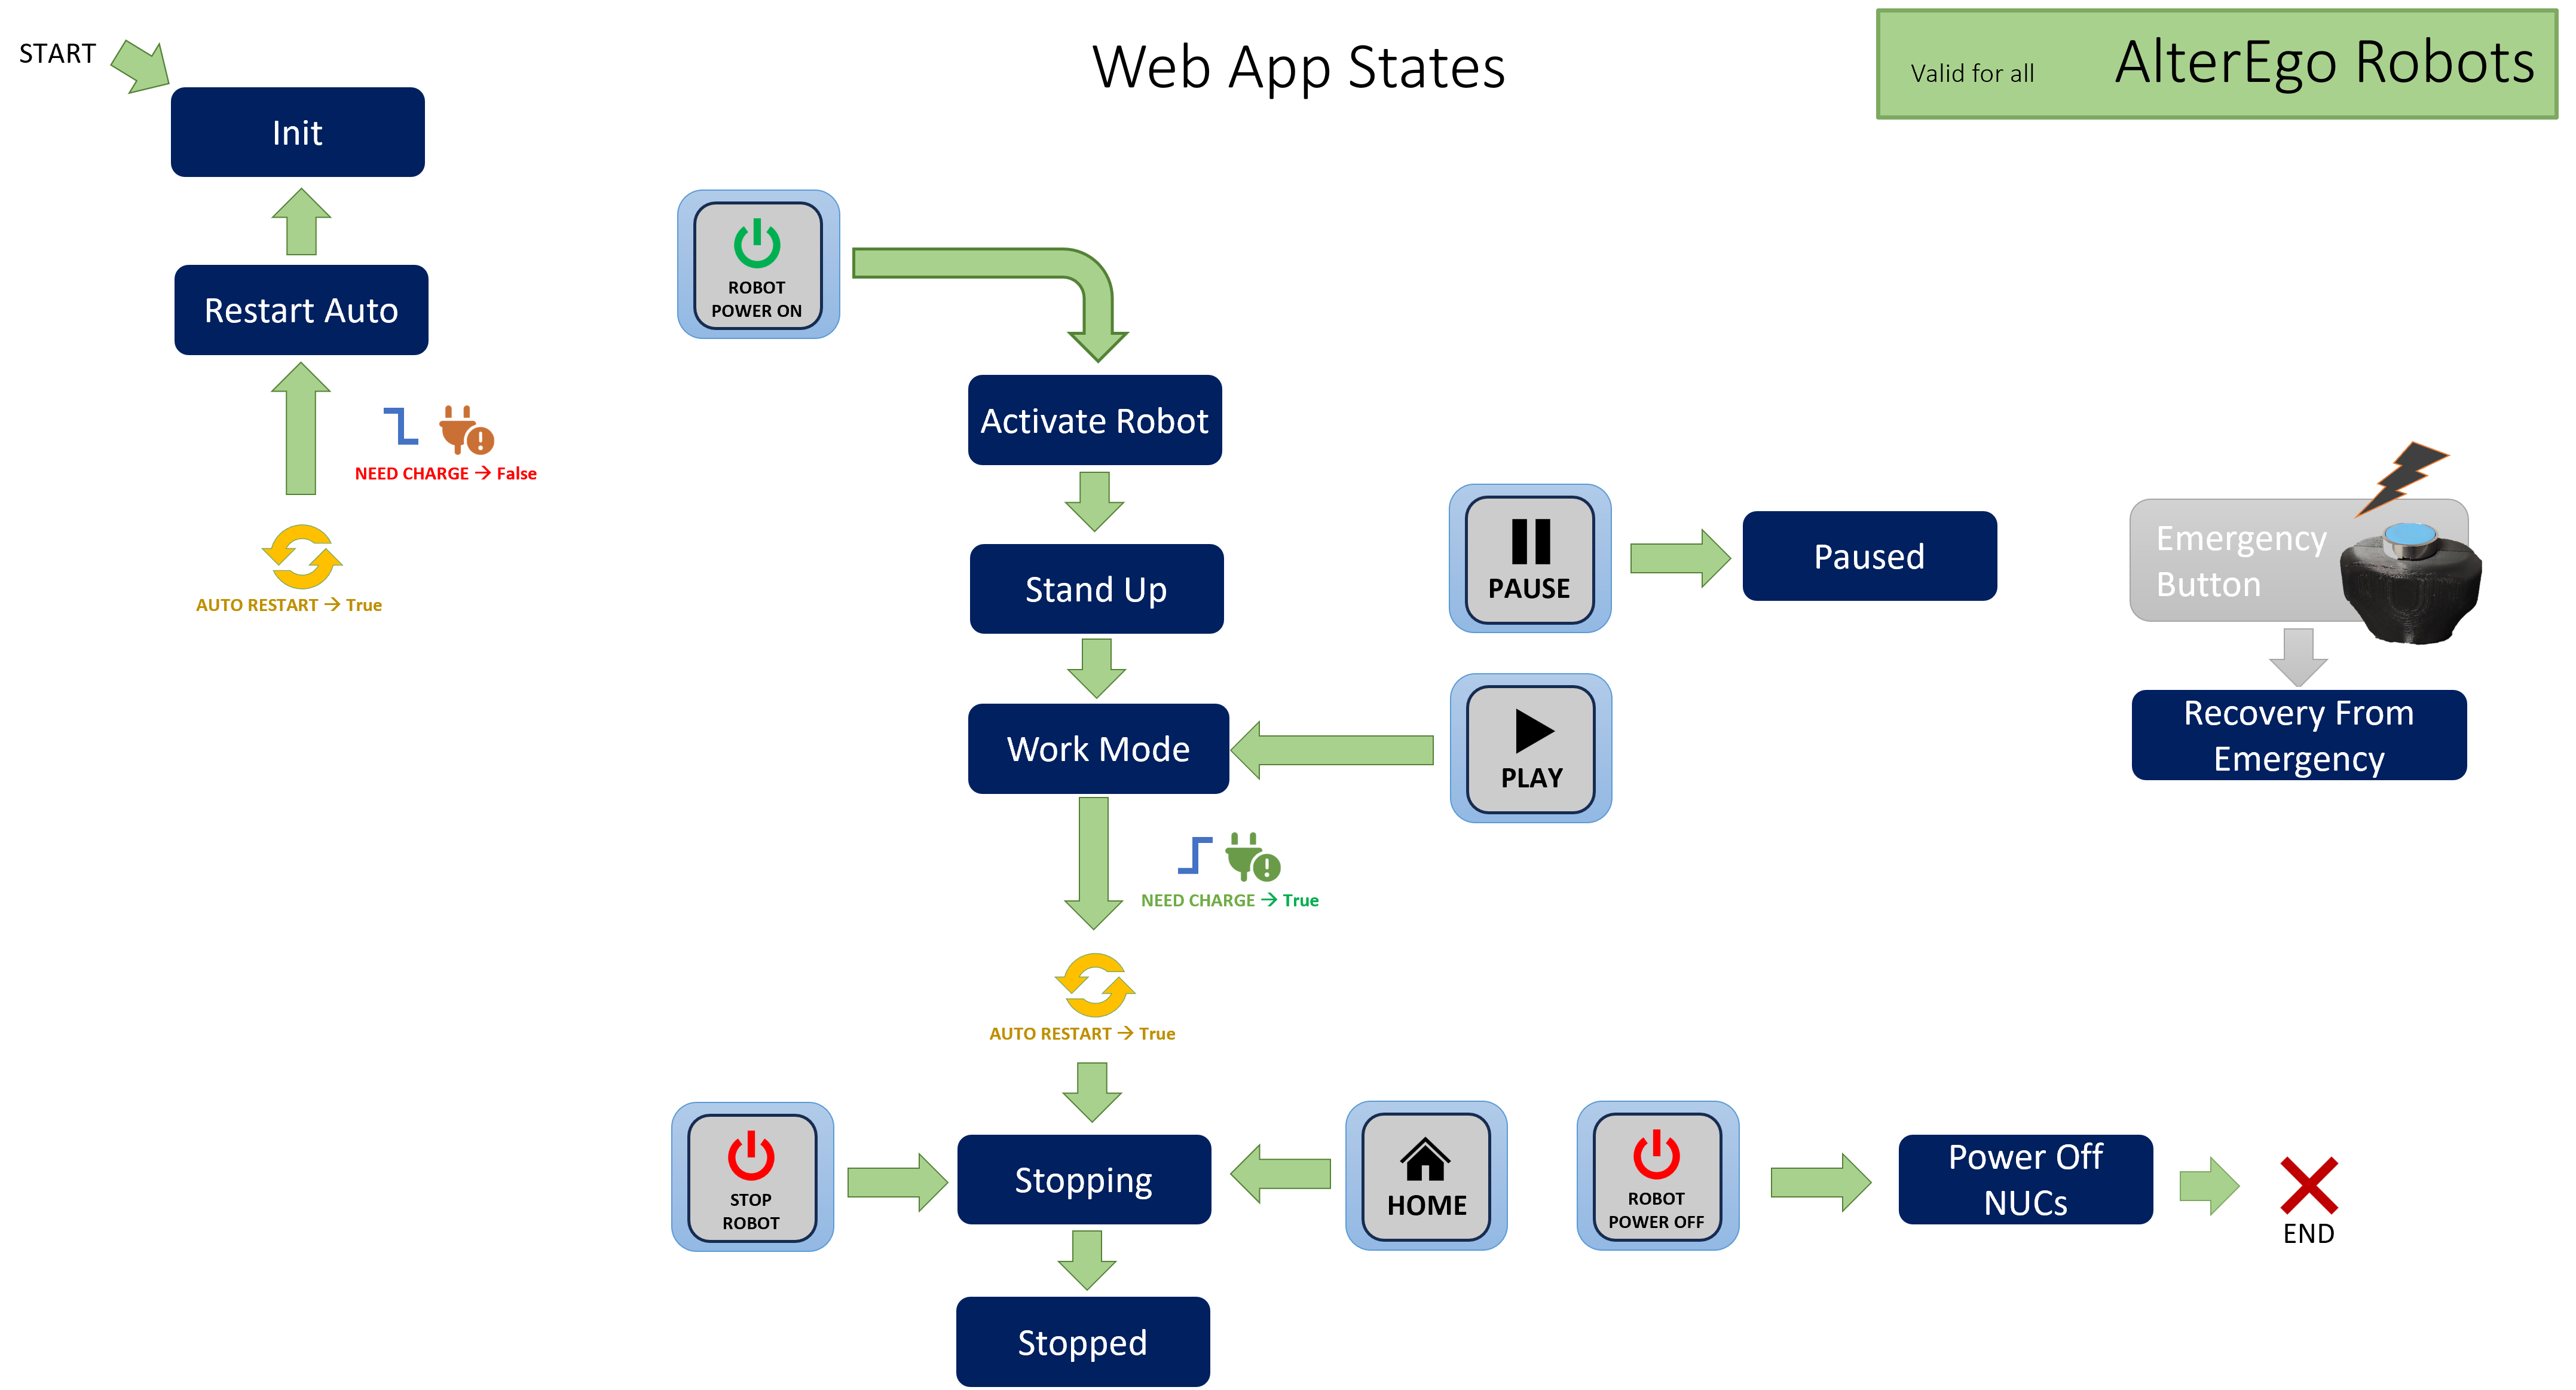 START
Web App States
Valid for all AlterEgo Robots
Init
Restart Auto
NEED CHARGE → False
AUTO RESTART → True
ROBOT
POWER ON
Activate Robot
Stand Up
Work Mode
PAUSE
Paused
PLAY
Emergency
Button
Recovery From
Emergency
NEED CHARGE → True
AUTO RESTART → True
STOP
ROBOT
Stopping
HOME
ROBOT
POWER OFF
Power Off
NUCs
END
Stopped